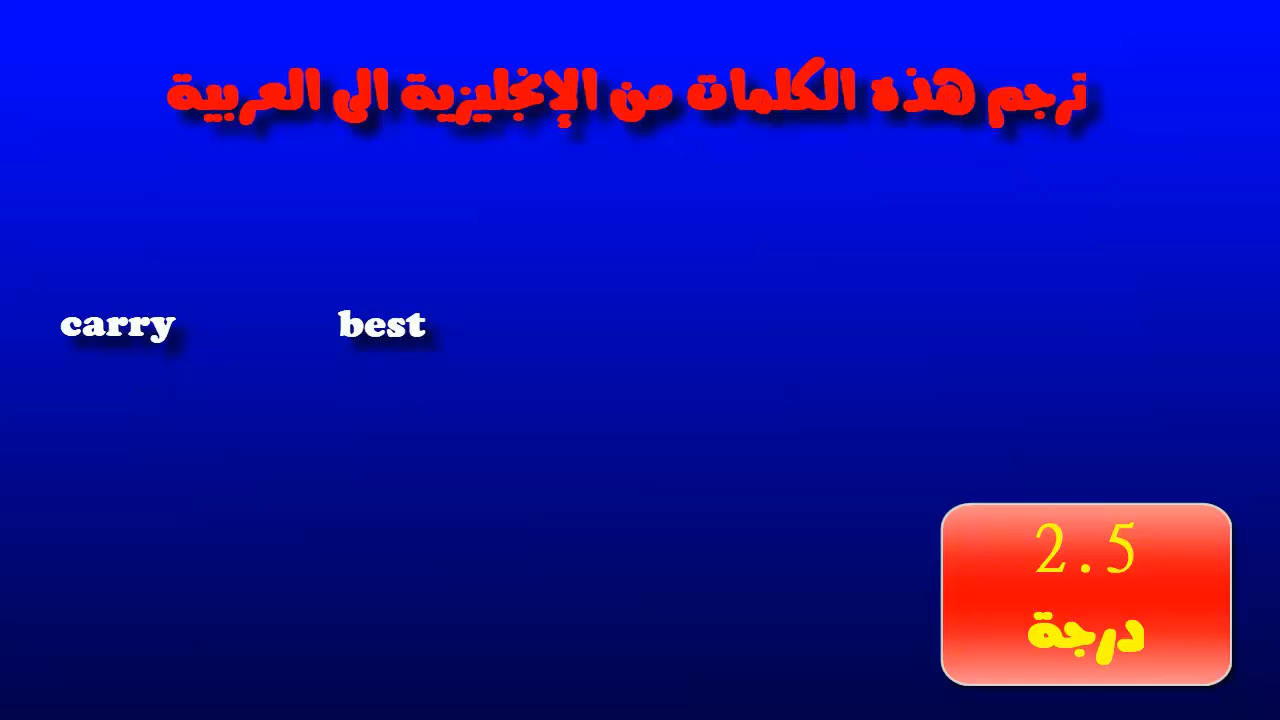 ترجم هذه الكلمات من الإنجليزية الى العربية
carry best
2.5
درجة